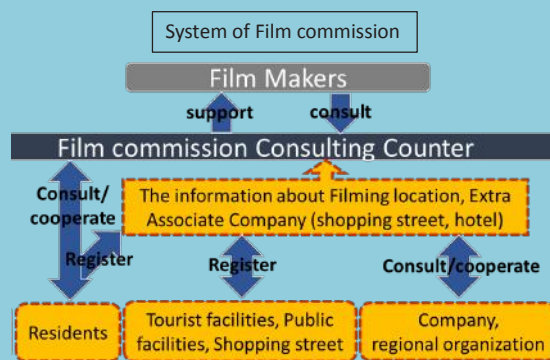 System of Film commission
Film Makers
support
consult
Film commission Consulting Counter
Consult/
cooperate
The information about Filming location, Extra
Associate Company (shopping street, hotel)
Register
Register
Consult/cooperate
Residents
Tourist facilities, Public
facilities, Shopping street
Company,
regional organization